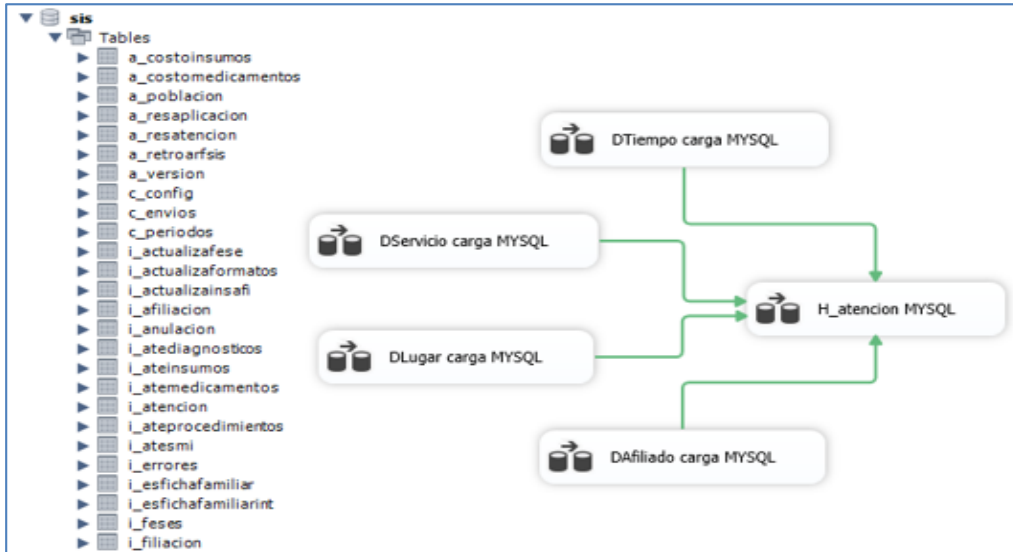 sis
Tables
a_costoinsumos
a_costomedicamentos
a_poblacion
a_resaplicacion
a_resatencion
a_retroarfsis
a_version
c_config
c_envios
c_periodos
i_actualizafese
i_actualizaformatos
i_actualizainsafi
i_afiliacion
i_anulacion
i_atediagnosticos
i_ateinsumos
i_atemedicamentos
i_atencion
i_ateprocedimientos
i_atesmi
i_errores
i_esfichafamiliar
i_esfichafamiliarint
i_feses
i_filiacion
DTiempo carga MYSQL
DServicio carga MYSQL
H_atencion MYSQL
DLugar carga MYSQL
DAfiliado carga MYSQL